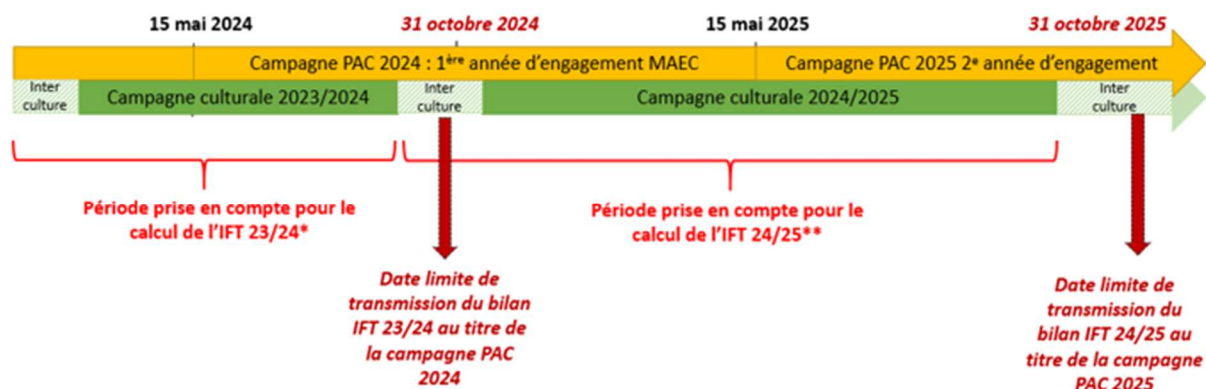 15 mai 2024
31 octobre 2024
15 mai 2025
31 octobre 2025
Campagne PAC 2024 : 1ère année d'engagement MAEC
Campagne PAC 2025 2e année d'engagement
Inter
culture
Campagne culturale 2023/2024
Inter
culture
Campagne culturale 2024/2025
Inter
culture
Période prise en compte pour le
calcul de l'IFT 23/24*
Période prise en compte pour le
calcul de l'IFT 24/25**
Date limite de
transmission du bilan
IFT 23/24 au titre de
la campagne PAC
2024
Date limite de
transmission du
bilan IFT 24/25 au
titre de la campagne
PAC 2025